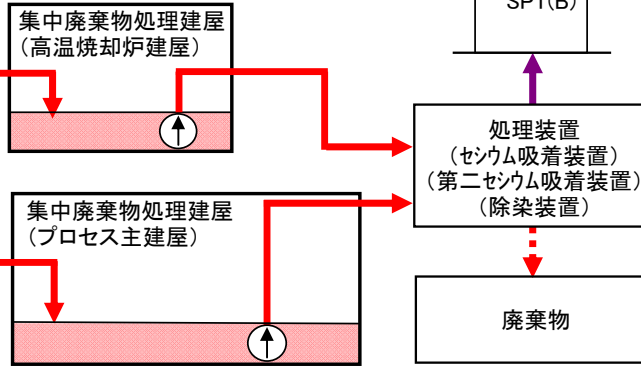 集中廃棄物処理建屋
(高温焼却炉建屋)
SPT(B)
処理装置
(セシウム吸着装置)
(第二セシウム吸着装置)
(除染装置)
集中廃棄物処理建屋
(プロセス主建屋)
廃棄物